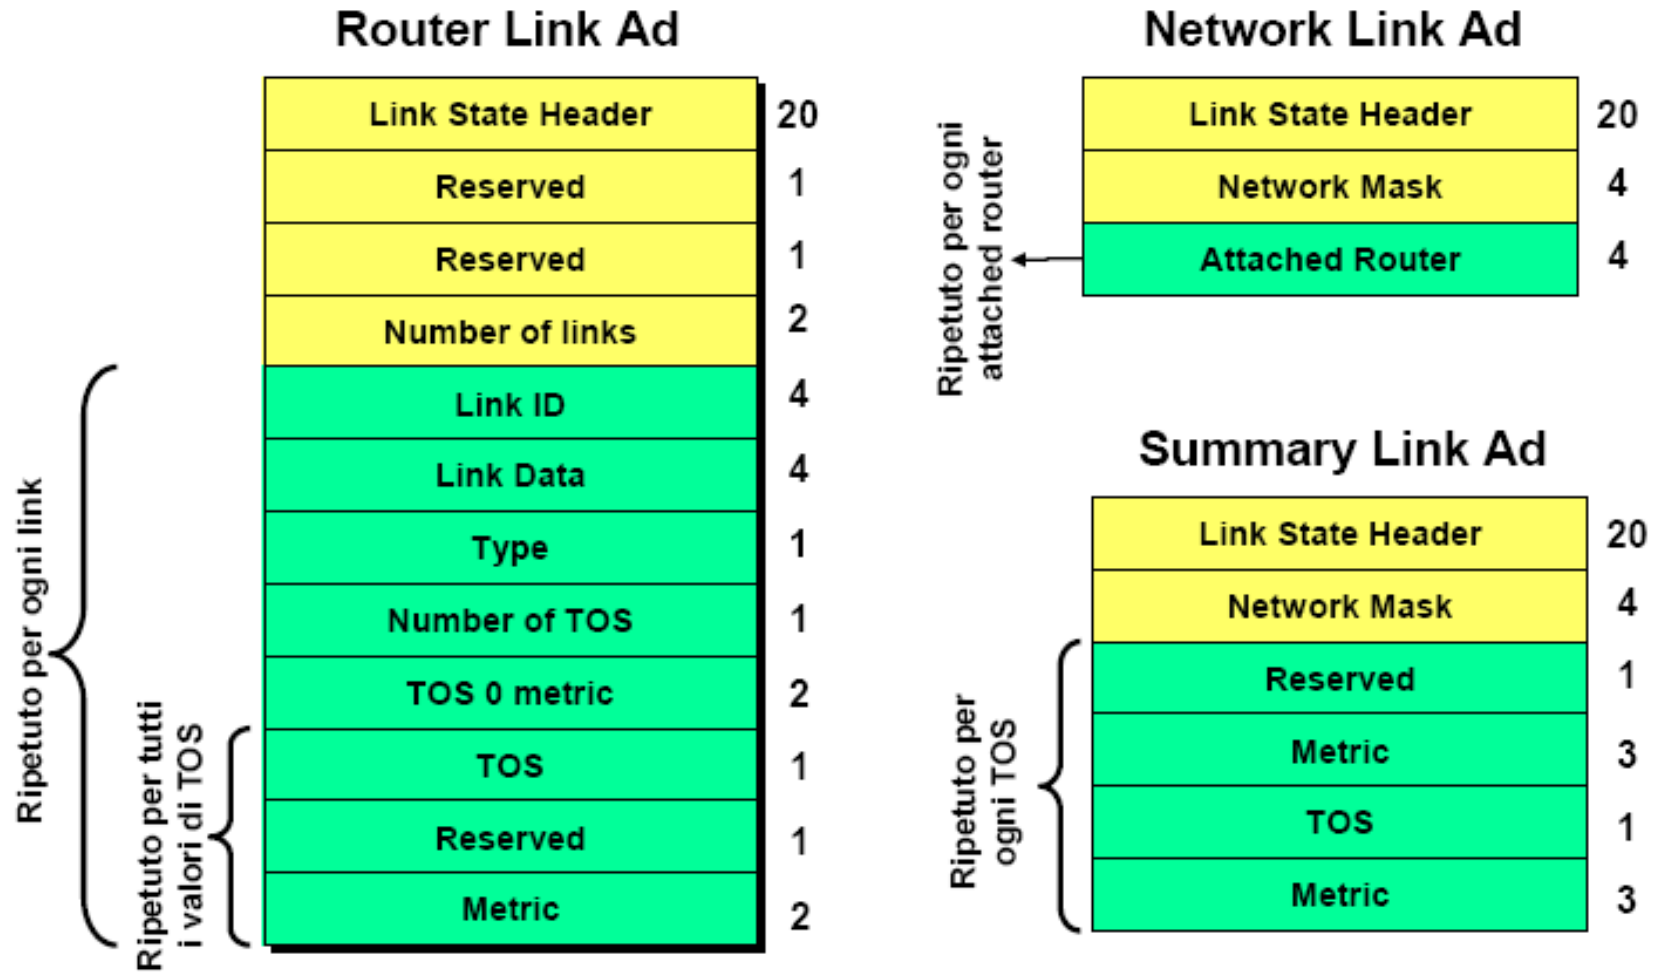 Router Link Ad
Link State Header 20
Reserved 1
Reserved 1
Number of links 2
Link ID 4
Link Data 4
Type 1
Number of TOS 1
TOS 0 metric 2
TOS 1
Reserved 1
Metric 2
Ripetuto per ogni link
Ripetuto per tutti
i valori di TOS
Network Link Ad
Link State Header 20
Network Mask 4
Attached Router 4
Ripetuto per ogni
attached router
Summary Link Ad
Link State Header 20
Network Mask 4
Reserved 1
Metric 3
TOS 1
Metric 3
Ripetuto per
ogni TOS